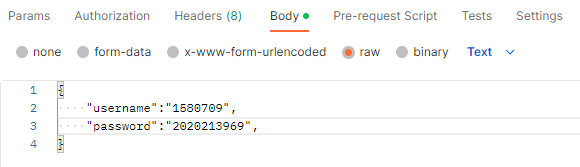 Params Authorization Headers (8) Body Pre-request Script Tests Settings
none form-data x-www-form-urlencoded raw binary Text
1 {
2 "username":"1580709",
3 "password":"2020213969",
4 }